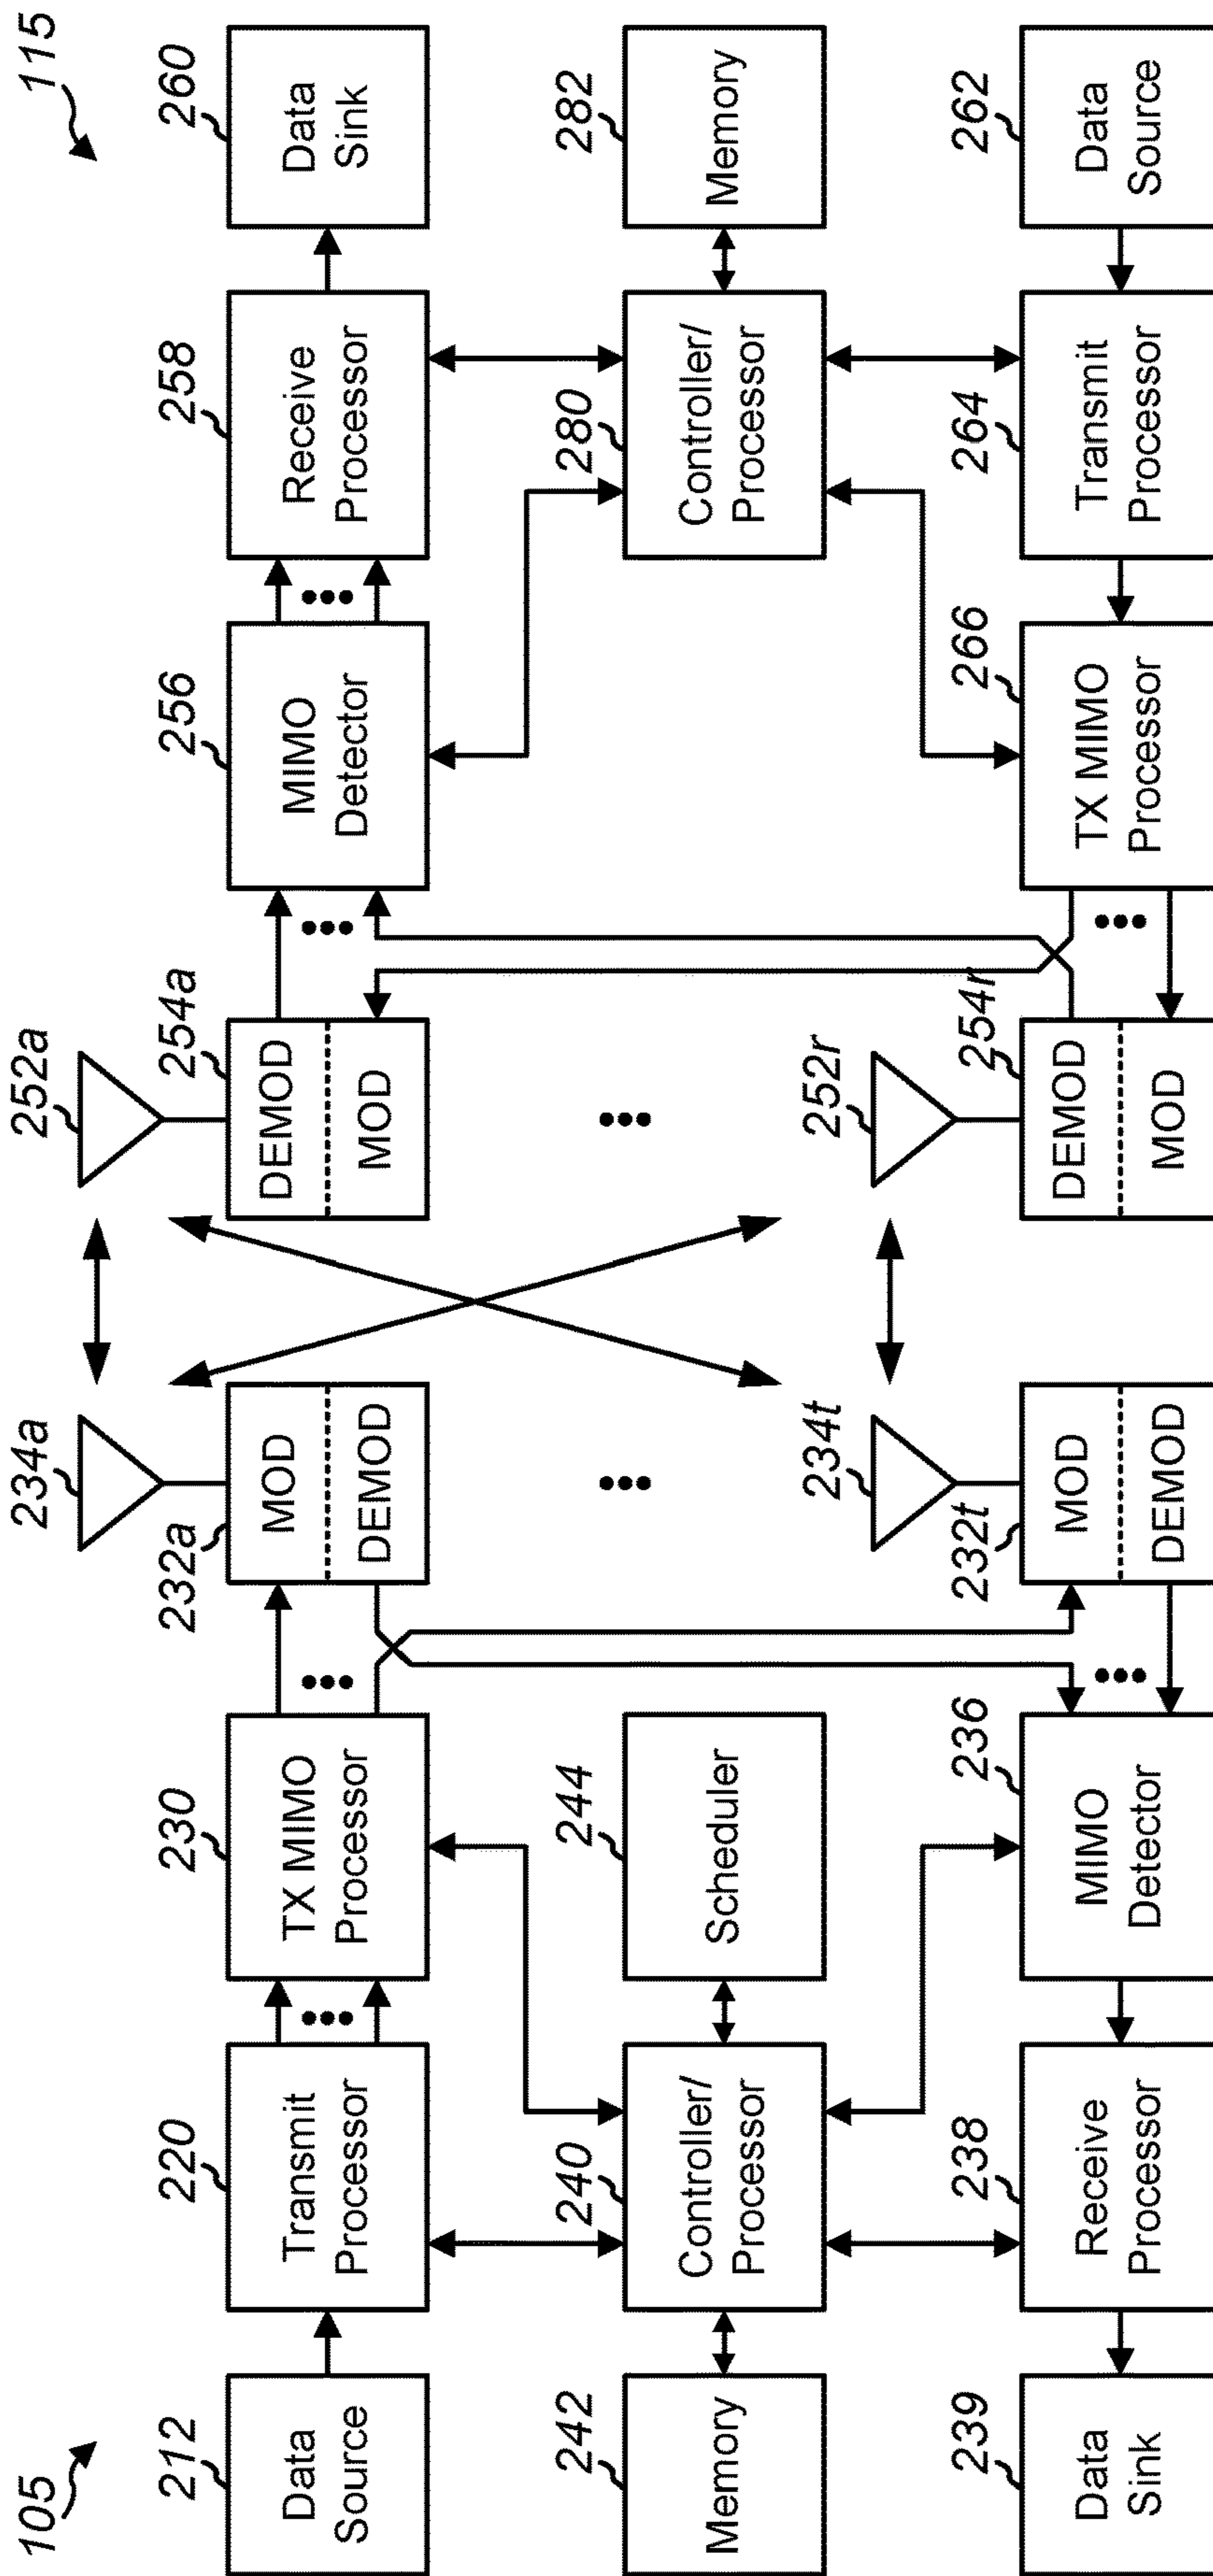 105
115
234a
252a
212
220
230
232a
254a
256
258
260
Data
Source
Transmit
Processor
TX MIMO
Processor
MOD
DEMOD
DEMOD
MOD
MIMO
Detector
Receive
Processor
Data
Sink
242
240
244
280
282
Memory
Controller/
Processor
Scheduler
Controller/
Processor
Memory
234t
252r
239
238
236
232t
254r
266
264
262
Data
Sink
Receive
Processor
MIMO
Detector
MOD
DEMOD
DEMOD
MOD
TX MIMO
Processor
Transmit
Processor
Data
Source